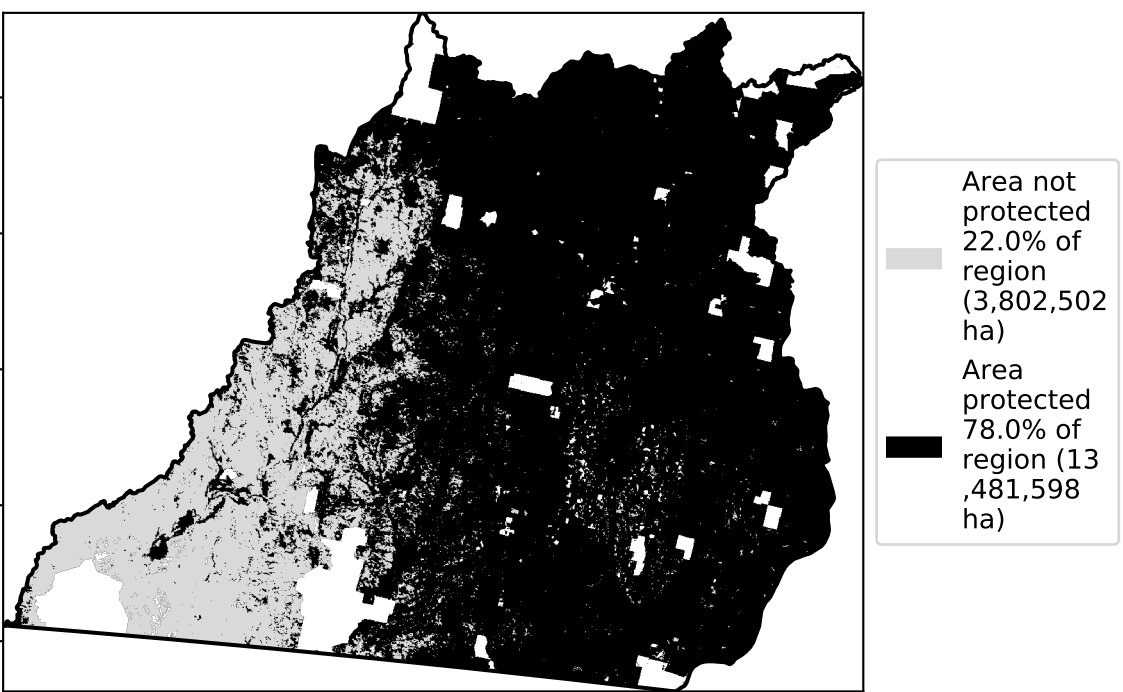 Area not
protected
22.0% of
region
(3,802,502
ha)
Area
protected
78.0% of
region (13
,481,598
ha)